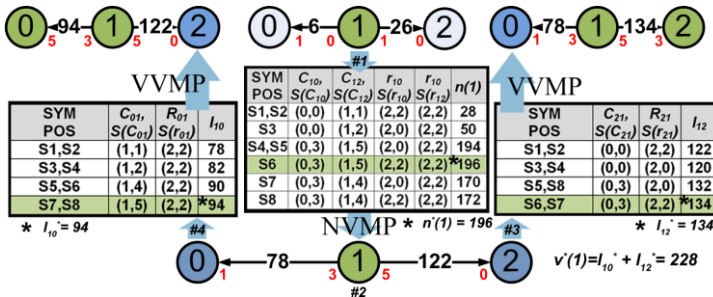 0 94 5 3 1 122 5 0 2
0 6 1 0 1 26 0 1 2
0 78 1 3 1 134 5 3 2
#1
VVMP
VVMP
SYM POS C01, S(C01) R01 S(r01) l10
S1,S2 (1,1) (2,2) 78
S3,S4 (1,2) (2,2) 82
S5,S6 (1,4) (2,2) 90
S7,S8 (1,5) (2,2) *94
* l10* = 94
SYM POS C10, S(C10) C12, S(C12) r10 S(r10) r10 S(r12) n(1)
S1,S2 (0,0) (1,1) (2,2) (2,2) 28
S3 (0,0) (1,2) (2,0) (2,2) 50
S4,S5 (0,3) (1,5) (2,0) (2,2) 194
S6 (0,3) (1,5) (2,2) (2,2) *196
S7 (0,3) (1,4) (2,0) (2,2) 170
S8 (0,3) (1,4) (2,2) (2,2) 172
NVMP * n*(1) = 196
SYM POS C21, S(C21) R21 S(r21) l12
S1,S2 (0,0) (2,2) 122
S3,S4 (0,0) (2,0) 120
S5,S8 (0,3) (2,0) 132
S6,S7 (0,3) (2,2) *134
* l12* = 134
#4
#3
0 1 78 3 1 5 122 0 2
#2
v*(1)=l10* + l12* = 228